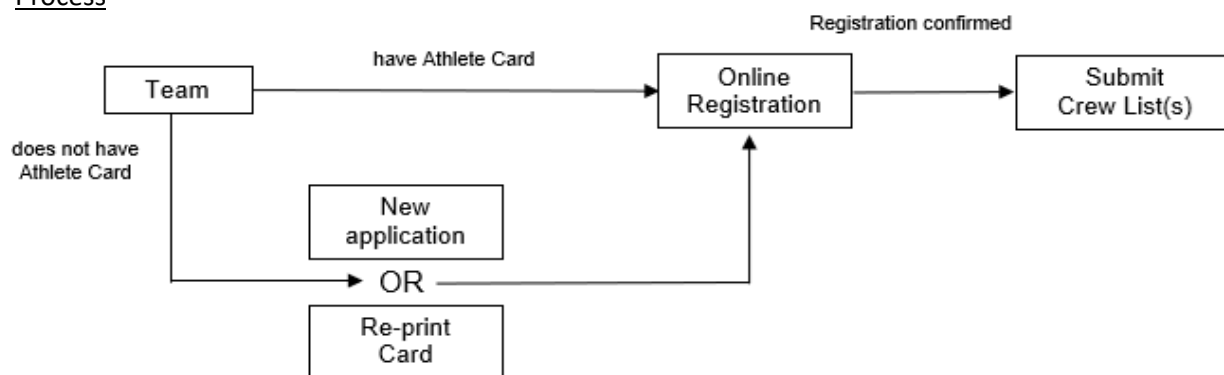 Process
Registration confirmed
have Athlete Card
Team
Online
Registration
Submit
Crew List(s)
does not have
Athlete Card
New
application
OR
Re-print
Card